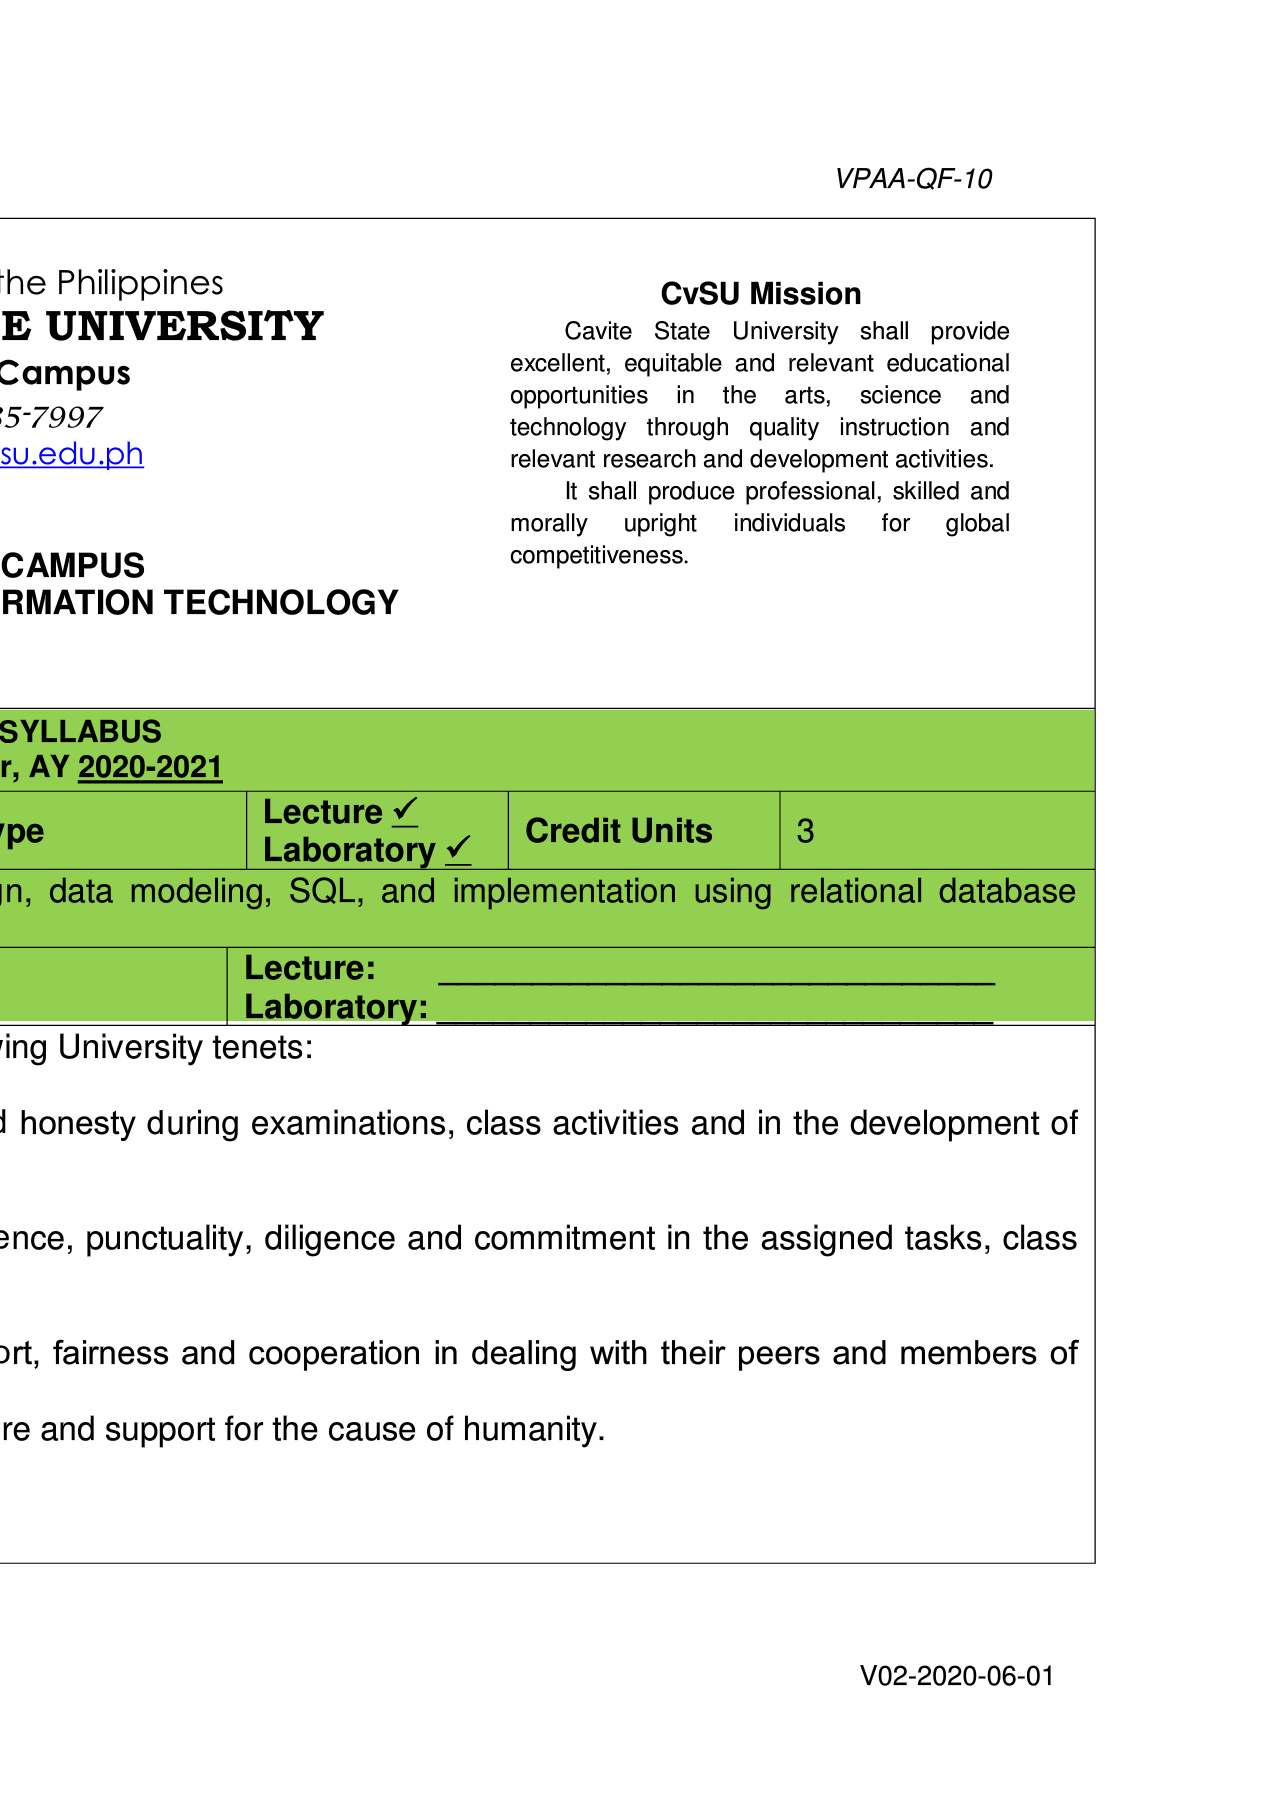 VPAA-QF-10
the Philippines
E UNIVERSITY
Campus
35-7997
su.edu.ph
CAMPUS
RMATION TECHNOLOGY
CvSU Mission
Cavite State University shall provide
excellent, equitable and relevant educational
opportunities in the arts, science and
technology through quality instruction and
relevant research and development activities.
It shall produce professional, skilled and
morally upright individuals for global
competitiveness.
SYLLABUS
r, AY 2020-2021
ype
Lecture ✓
Laboratory ✓
Credit Units
3
gn, data modeling, SQL, and implementation using relational database
Lecture: ______________________________
Laboratory: ______________________________
ving University tenets:
d honesty during examinations, class activities and in the development of
ence, punctuality, diligence and commitment in the assigned tasks, class
ort, fairness and cooperation in dealing with their peers and members of
re and support for the cause of humanity.
V02-2020-06-01